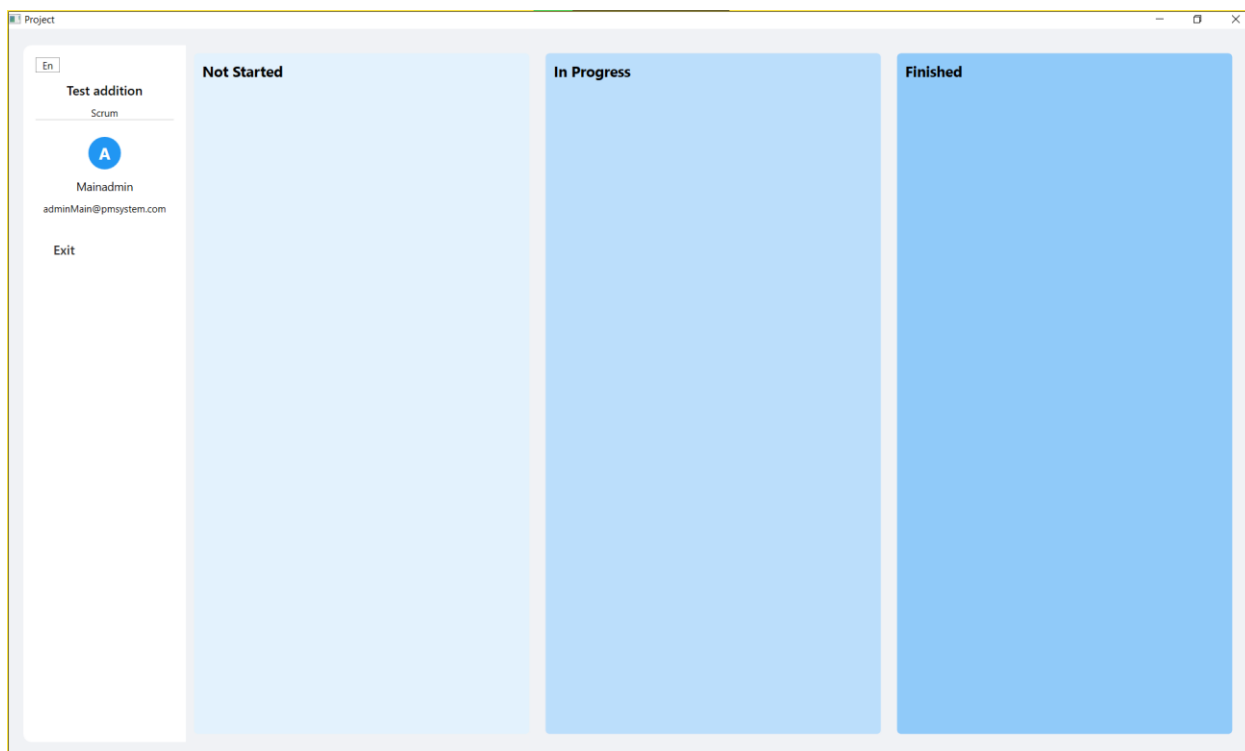 Project
En
Test addition
Scrum
A
Mainadmin
adminMain@pmsystem.com
Exit
Not Started
In Progress
Finished